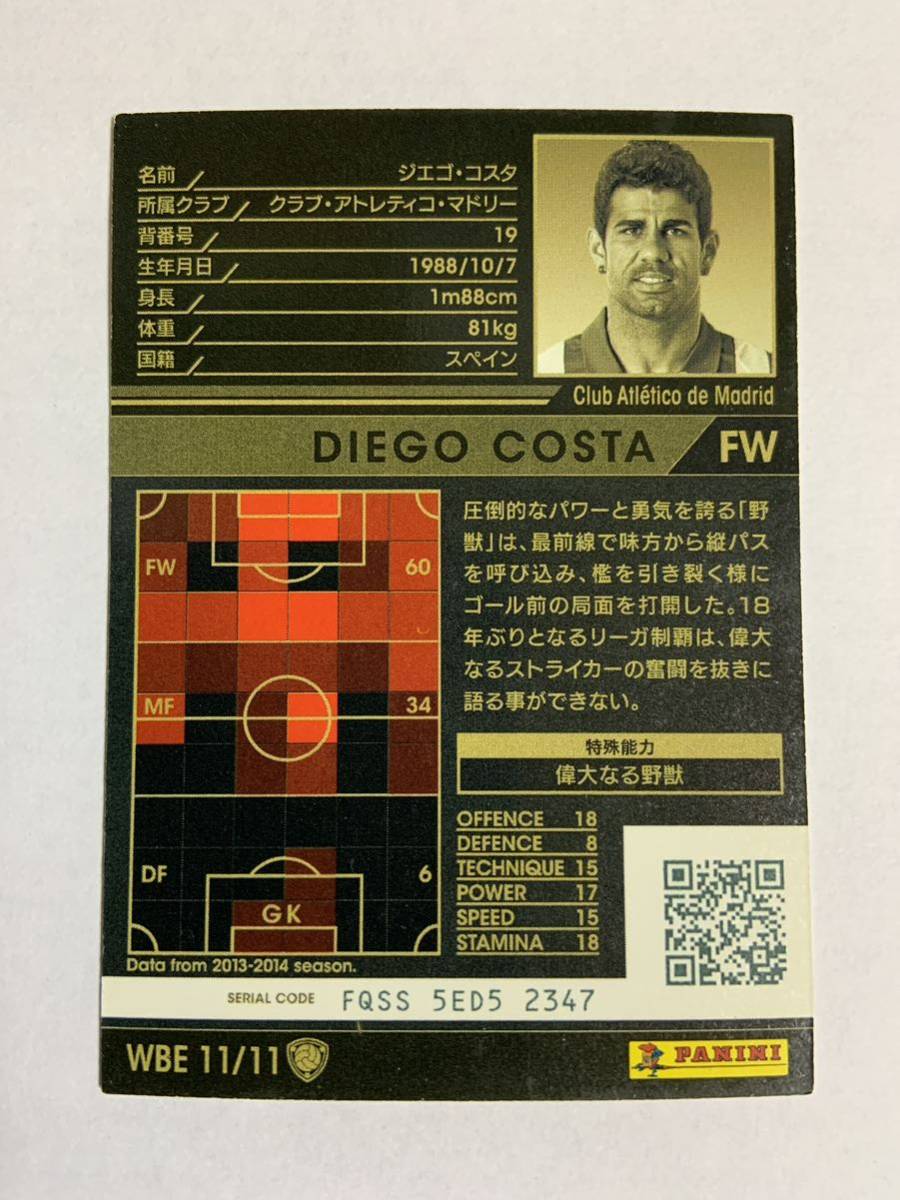 名前 ジエゴ・コスタ
所属クラブ クラブ・アトレティコ・マドリー
背番号 19
生年月日 1988/10/7
身長 1m88cm
体重 81kg
国籍 スペイン
Club Atlético de Madrid
DIEGO COSTA FW
FW 60
MF 34
DF 6
GK
Data from 2013-2014 season.
圧倒的なパワーと勇気を誇る「野
獣」は、最前線で味方から縦パス
を呼び込み、檻を引き裂く様に
ゴール前の局面を打開した。18
年ぶりとなるリーガ制覇は、偉大
なるストライカーの奮闘を抜きに
語る事ができない。
特殊能力
偉大なる野獣
OFFENCE 18
DEFENCE 8
TECHNIQUE 15
POWER 17
SPEED 15
STAMINA 18
SERIAL CODE FQSS 5ED5 2347
WBE 11/11
PANINI